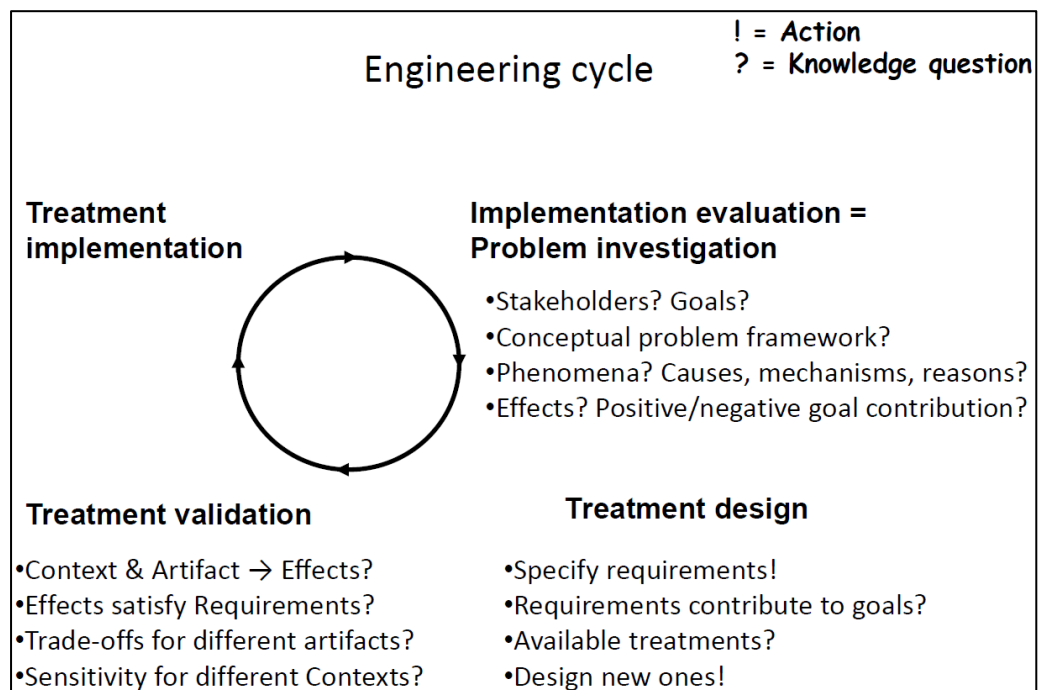 ! = Action
? = Knowledge question
Engineering cycle
Treatment
implementation
Implementation evaluation =
Problem investigation
•Stakeholders? Goals?
•Conceptual problem framework?
•Phenomena? Causes, mechanisms, reasons?
•Effects? Positive/negative goal contribution?
Treatment validation
•Context & Artifact → Effects?
•Effects satisfy Requirements?
•Trade-offs for different artifacts?
•Sensitivity for different Contexts?
Treatment design
•Specify requirements!
•Requirements contribute to goals?
•Available treatments?
•Design new ones!